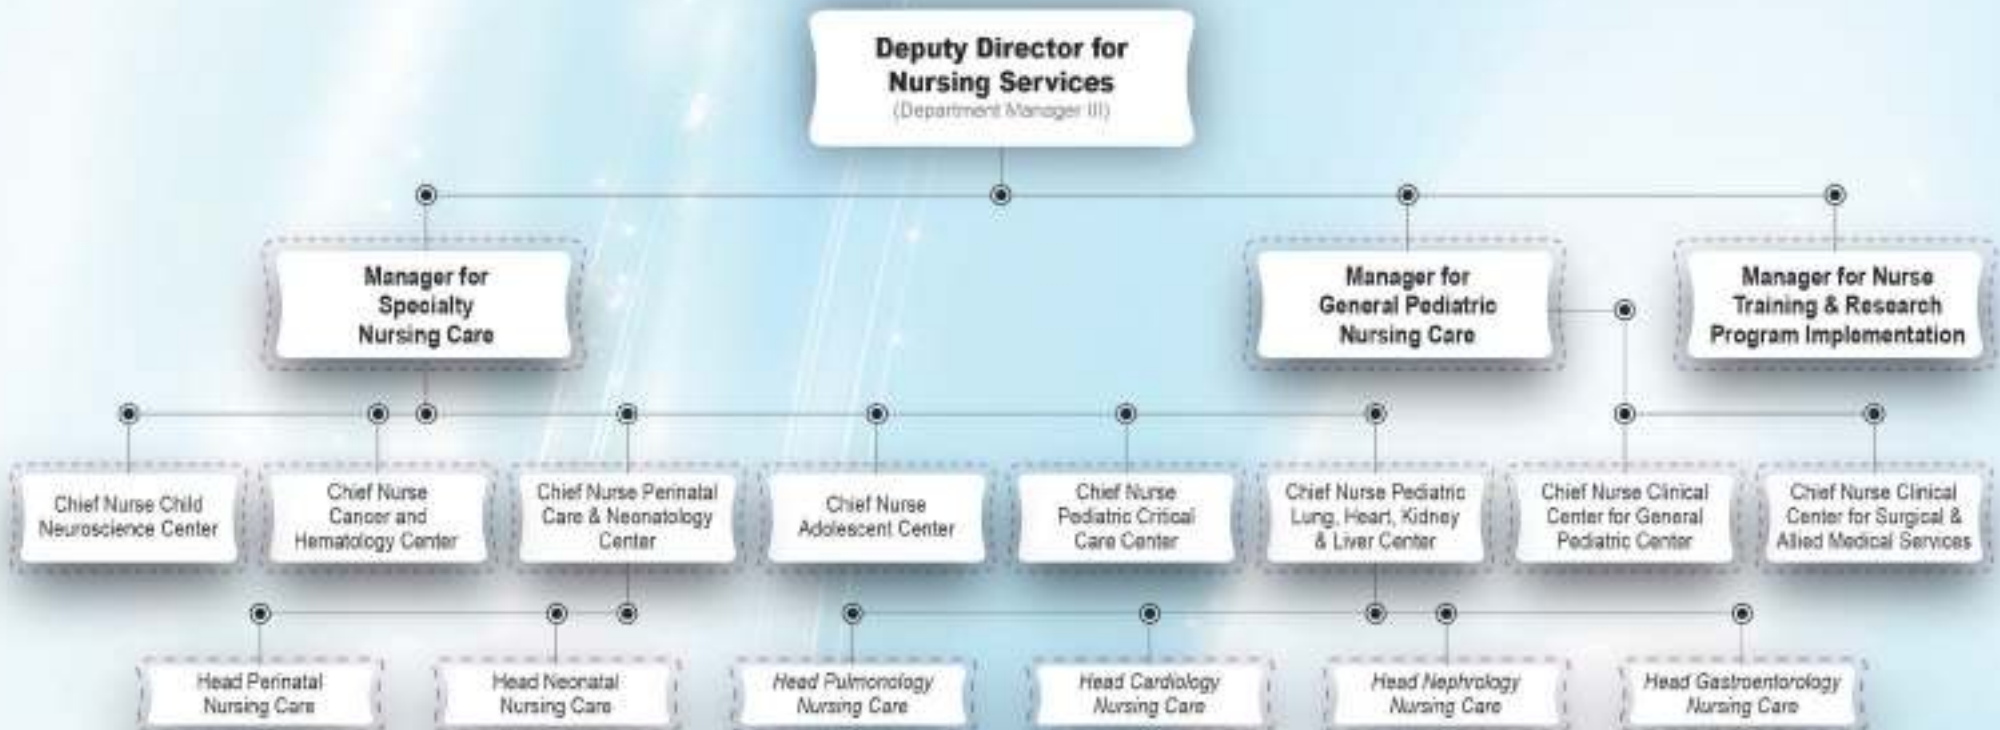 Deputy Director for
Nursing Services
(Department Manager III)
Manager for
Specialty
Nursing Care
Manager for
General Pediatric
Nursing Care
Manager for Nurse
Training & Research
Program Implementation
Chief Nurse Child
Neuroscience Center
Chief Nurse
Cancer and
Hematology Center
Chief Nurse Perinatal
Care & Neonatology
Center
Chief Nurse
Adolescent Center
Chief Nurse
Pediatric Critical
Care Center
Chief Nurse Pediatric
Lung, Heart, Kidney
& Liver Center
Chief Nurse Clinical
Center for General
Pediatric Center
Chief Nurse Clinical
Center for Surgical &
Allied Medical Services
Head Perinatal
Nursing Care
Head Neonatal
Nursing Care
Head Pulmonology
Nursing Care
Head Cardiology
Nursing Care
Head Nephrology
Nursing Care
Head Gastroentorology
Nursing Care